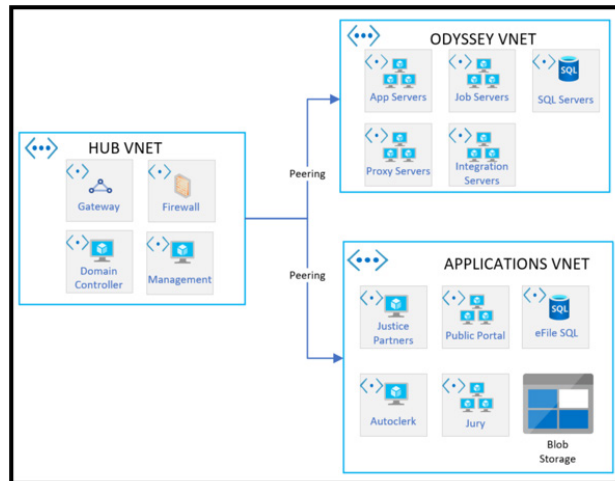 ODYSSEY VNET
App Servers
Job Servers
SQL
SQL Servers
Proxy Servers
Integration
Servers
HUB VNET
Gateway
Firewall
Domain
Controller
Management
Peering
Peering
APPLICATIONS VNET
Justice
Partners
Public Portal
SQL
eFile SQL
Autoclerk
Jury
Blob
Storage